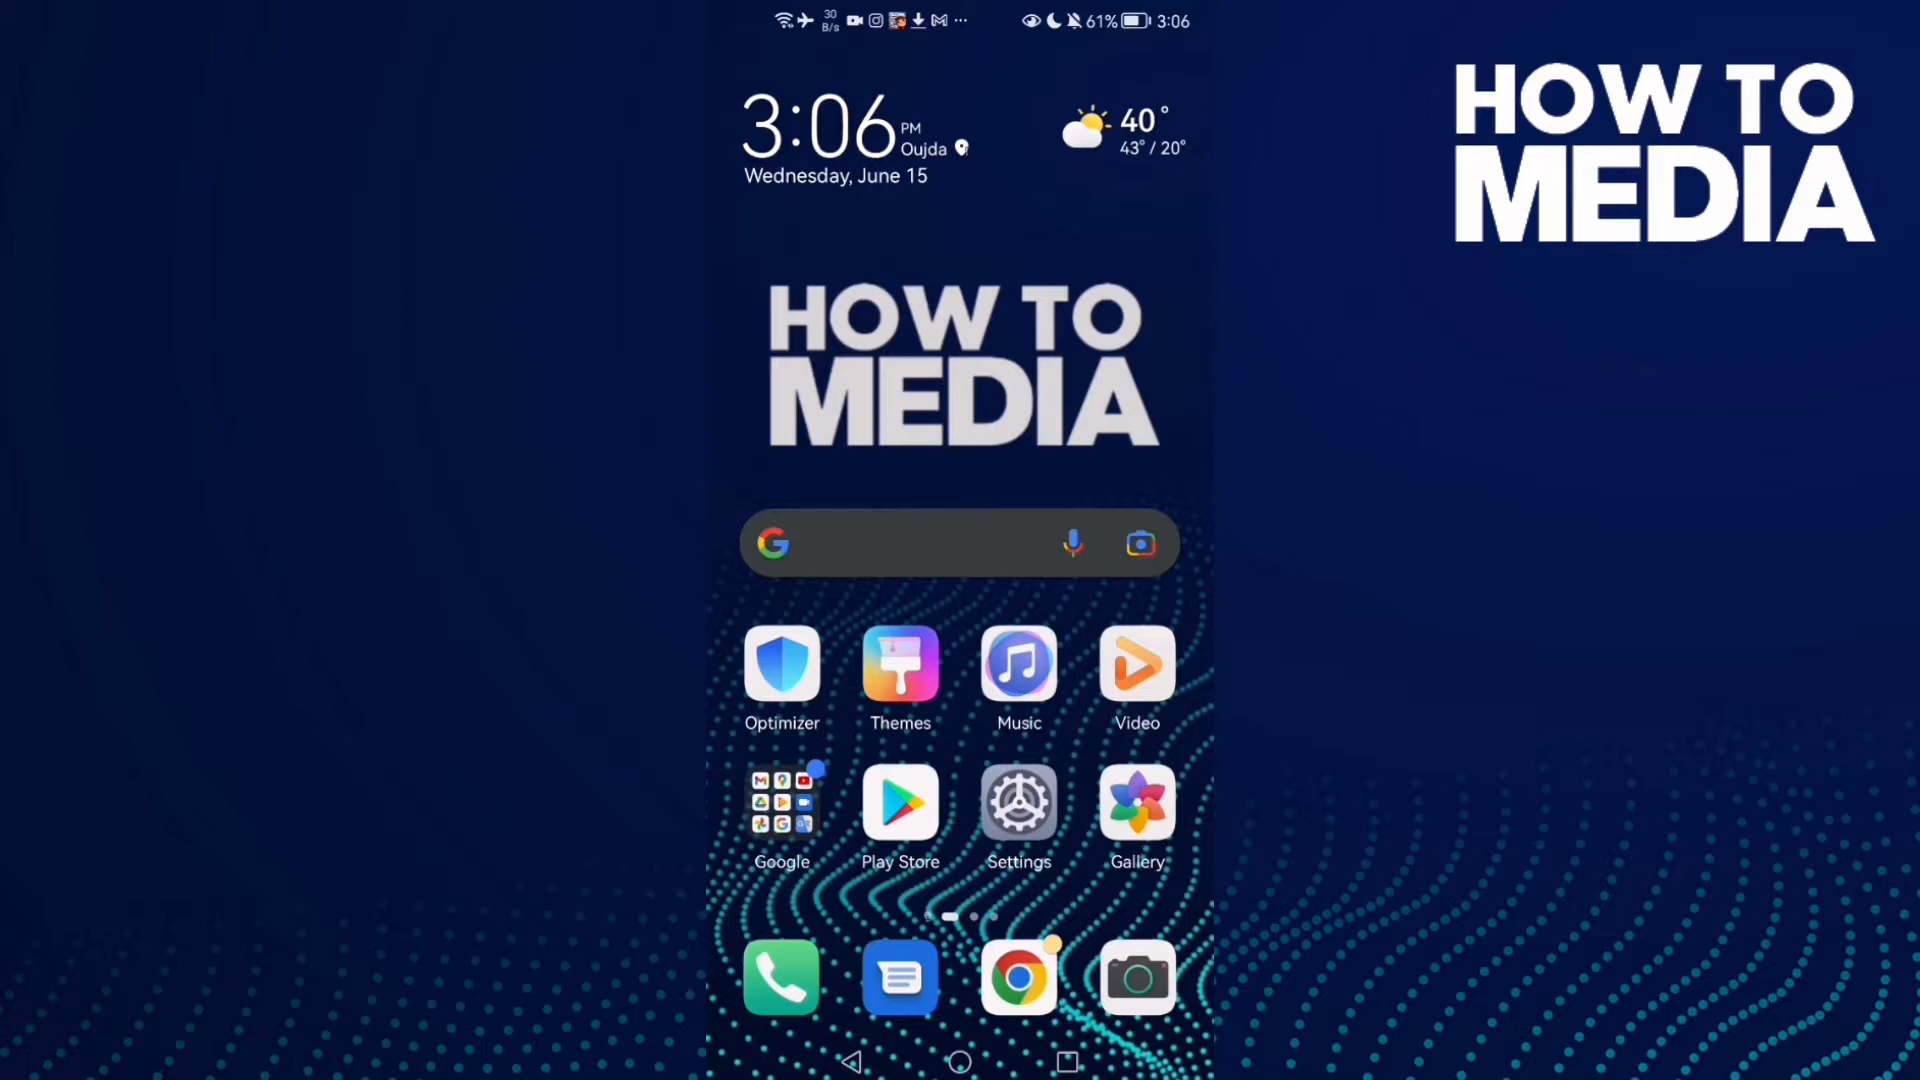 30
B/s
61%
3:06
HOW TO
MEDIA
3:06
PM
Oujda
Wednesday, June 15
40°
43° / 20°
HOW TO
MEDIA
Optimizer
Themes
Music
Video
Google
Play Store
Settings
Gallery